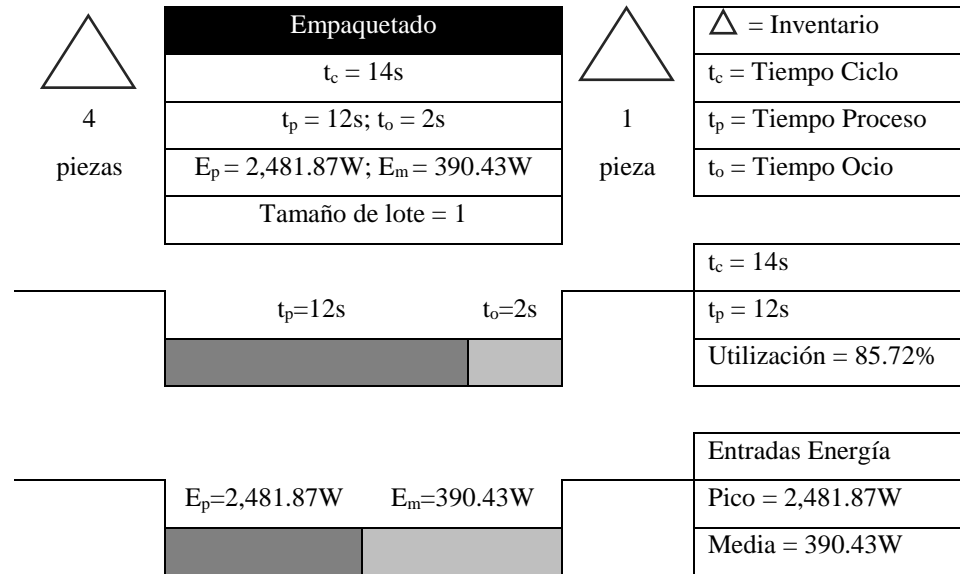 Empaquetado
t_c = 14s
t_p = 12s; t_o = 2s
E_p = 2,481.87W; E_m = 390.43W
Tamaño de lote = 1
4
piezas
1
pieza
△ = Inventario
t_c = Tiempo Ciclo
t_p = Tiempo Proceso
t_o = Tiempo Ocio
t_p=12s t_o=2s
t_c = 14s
t_p = 12s
Utilización = 85.72%
E_p=2,481.87W E_m=390.43W
Entradas Energía
Pico = 2,481.87W
Media = 390.43W